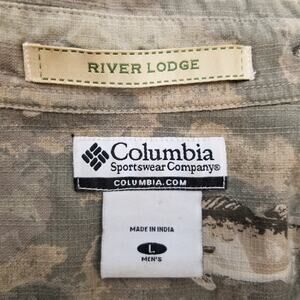 RIVER LODGE
Columbia
Sportswear Company®
COLUMBIA.COM
MADE IN INDIA
L
MEN'S